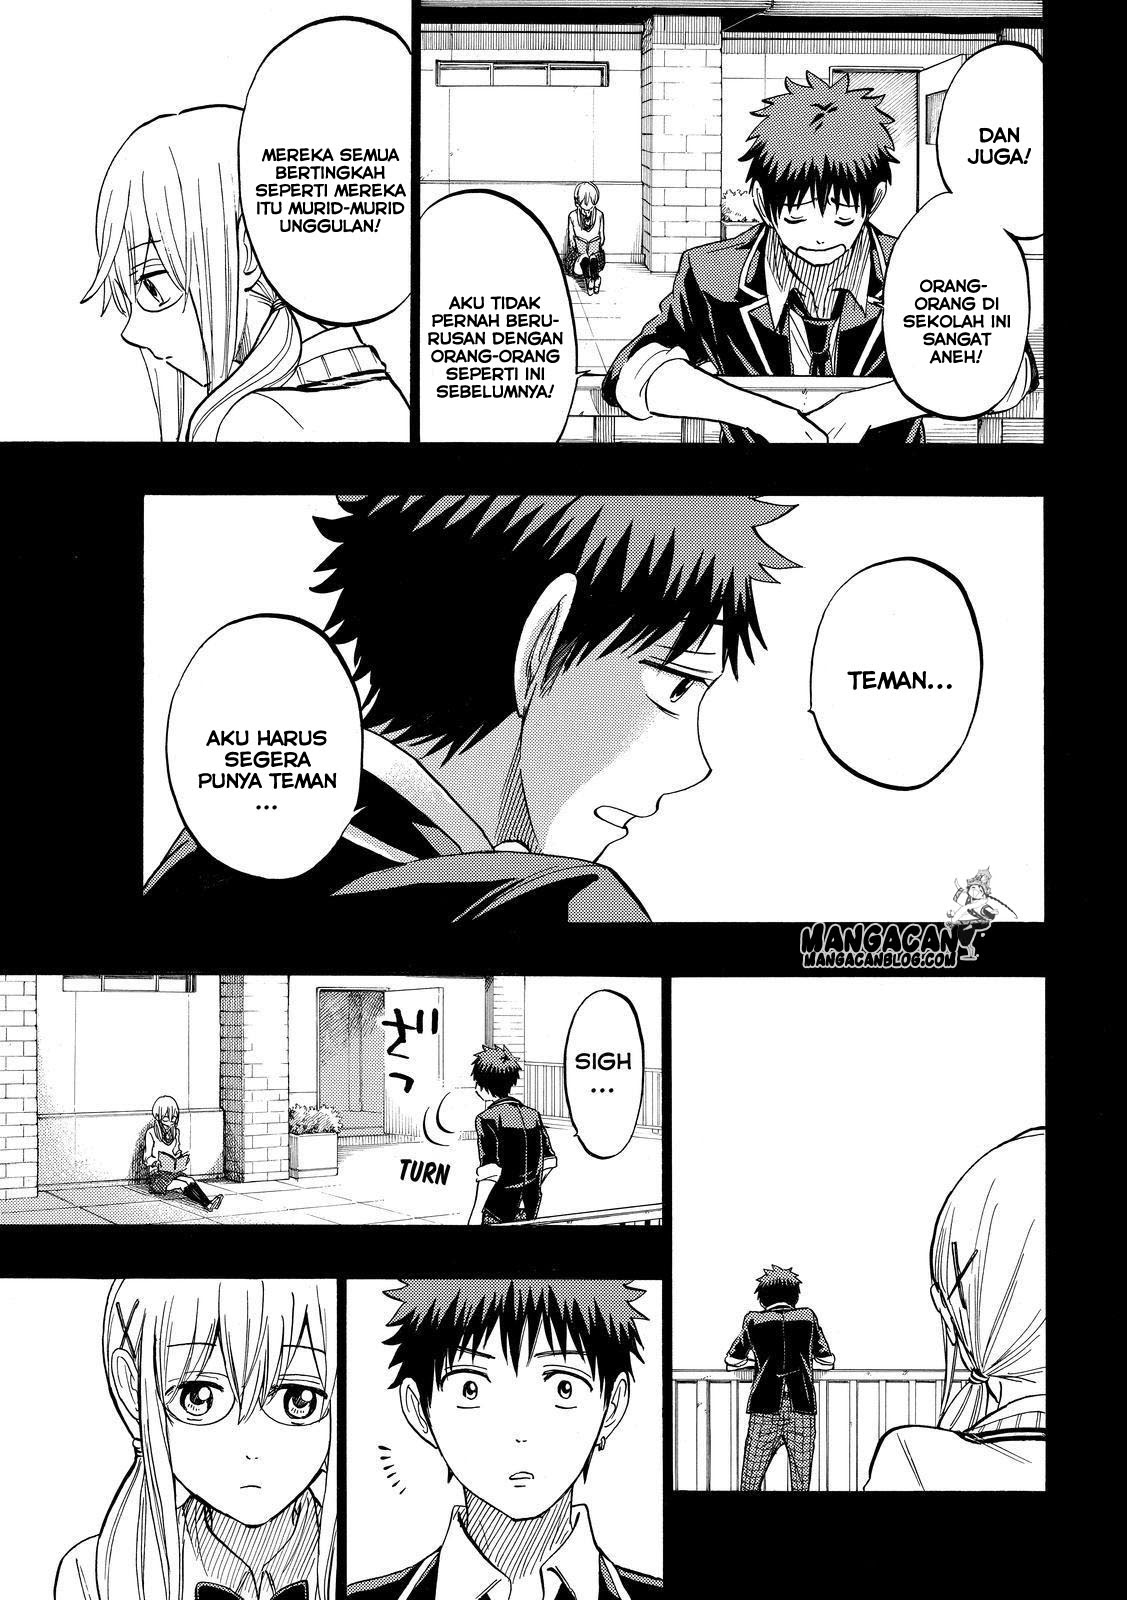 DAN
JUGA!
ORANG-
ORANG DI
SEKOLAH INI
SANGAT
ANEH!
AKU TIDAK
PERNAH BERU-
RUSAN DENGAN
ORANG-ORANG
SEPERTI INI
SEBELUMNYA!
MEREKA SEMUA
BERTINGKAH
SEPERTI MEREKA
ITU MURID-MURID
UNGGULAN!
TEMAN...
AKU HARUS
SEGERA
PUNYA TEMAN
...
MANGACAN
MANGACANBLOG.COM
SIGH
...
TURN